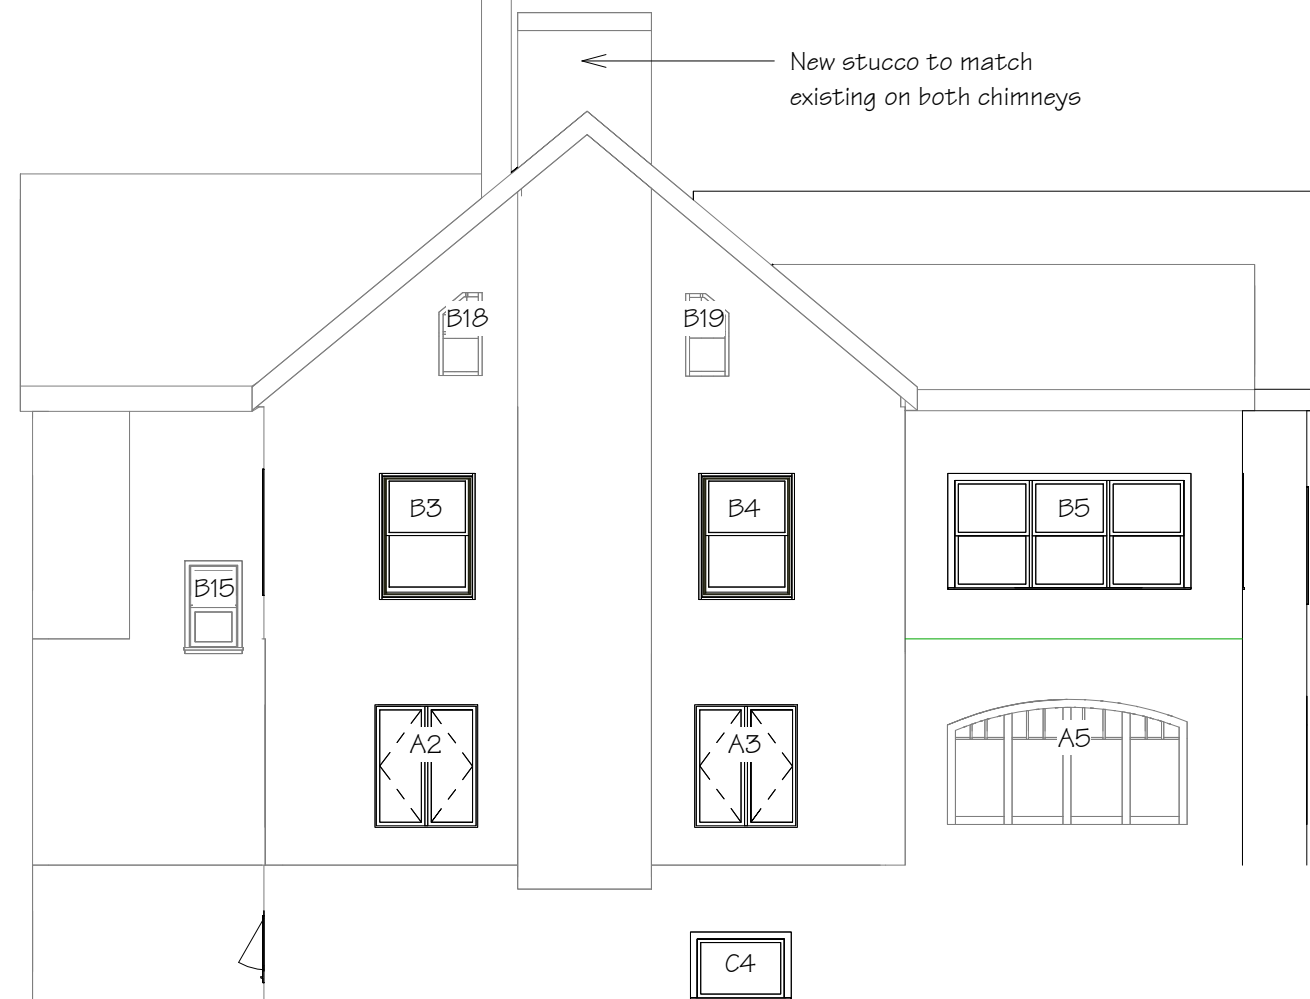 New stucco to match
existing on both chimneys
B18
B19
B3
B4
B5
B15
A2
A3
A5
C4